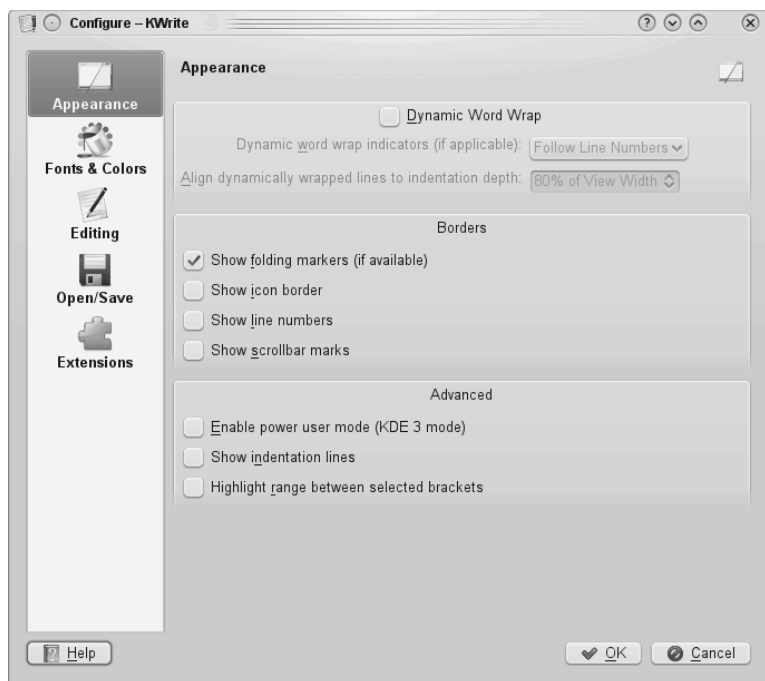 Configure – KWrite
Appearance
Fonts & Colors
Editing
Open/Save
Extensions
Appearance
Dynamic Word Wrap
Dynamic word wrap indicators (if applicable): Follow Line Numbers
Align dynamically wrapped lines to indentation depth: 80% of View Width
Borders
Show folding markers (if available)
Show icon border
Show line numbers
Show scrollbar marks
Advanced
Enable power user mode (KDE 3 mode)
Show indentation lines
Highlight range between selected brackets
Help
OK
Cancel